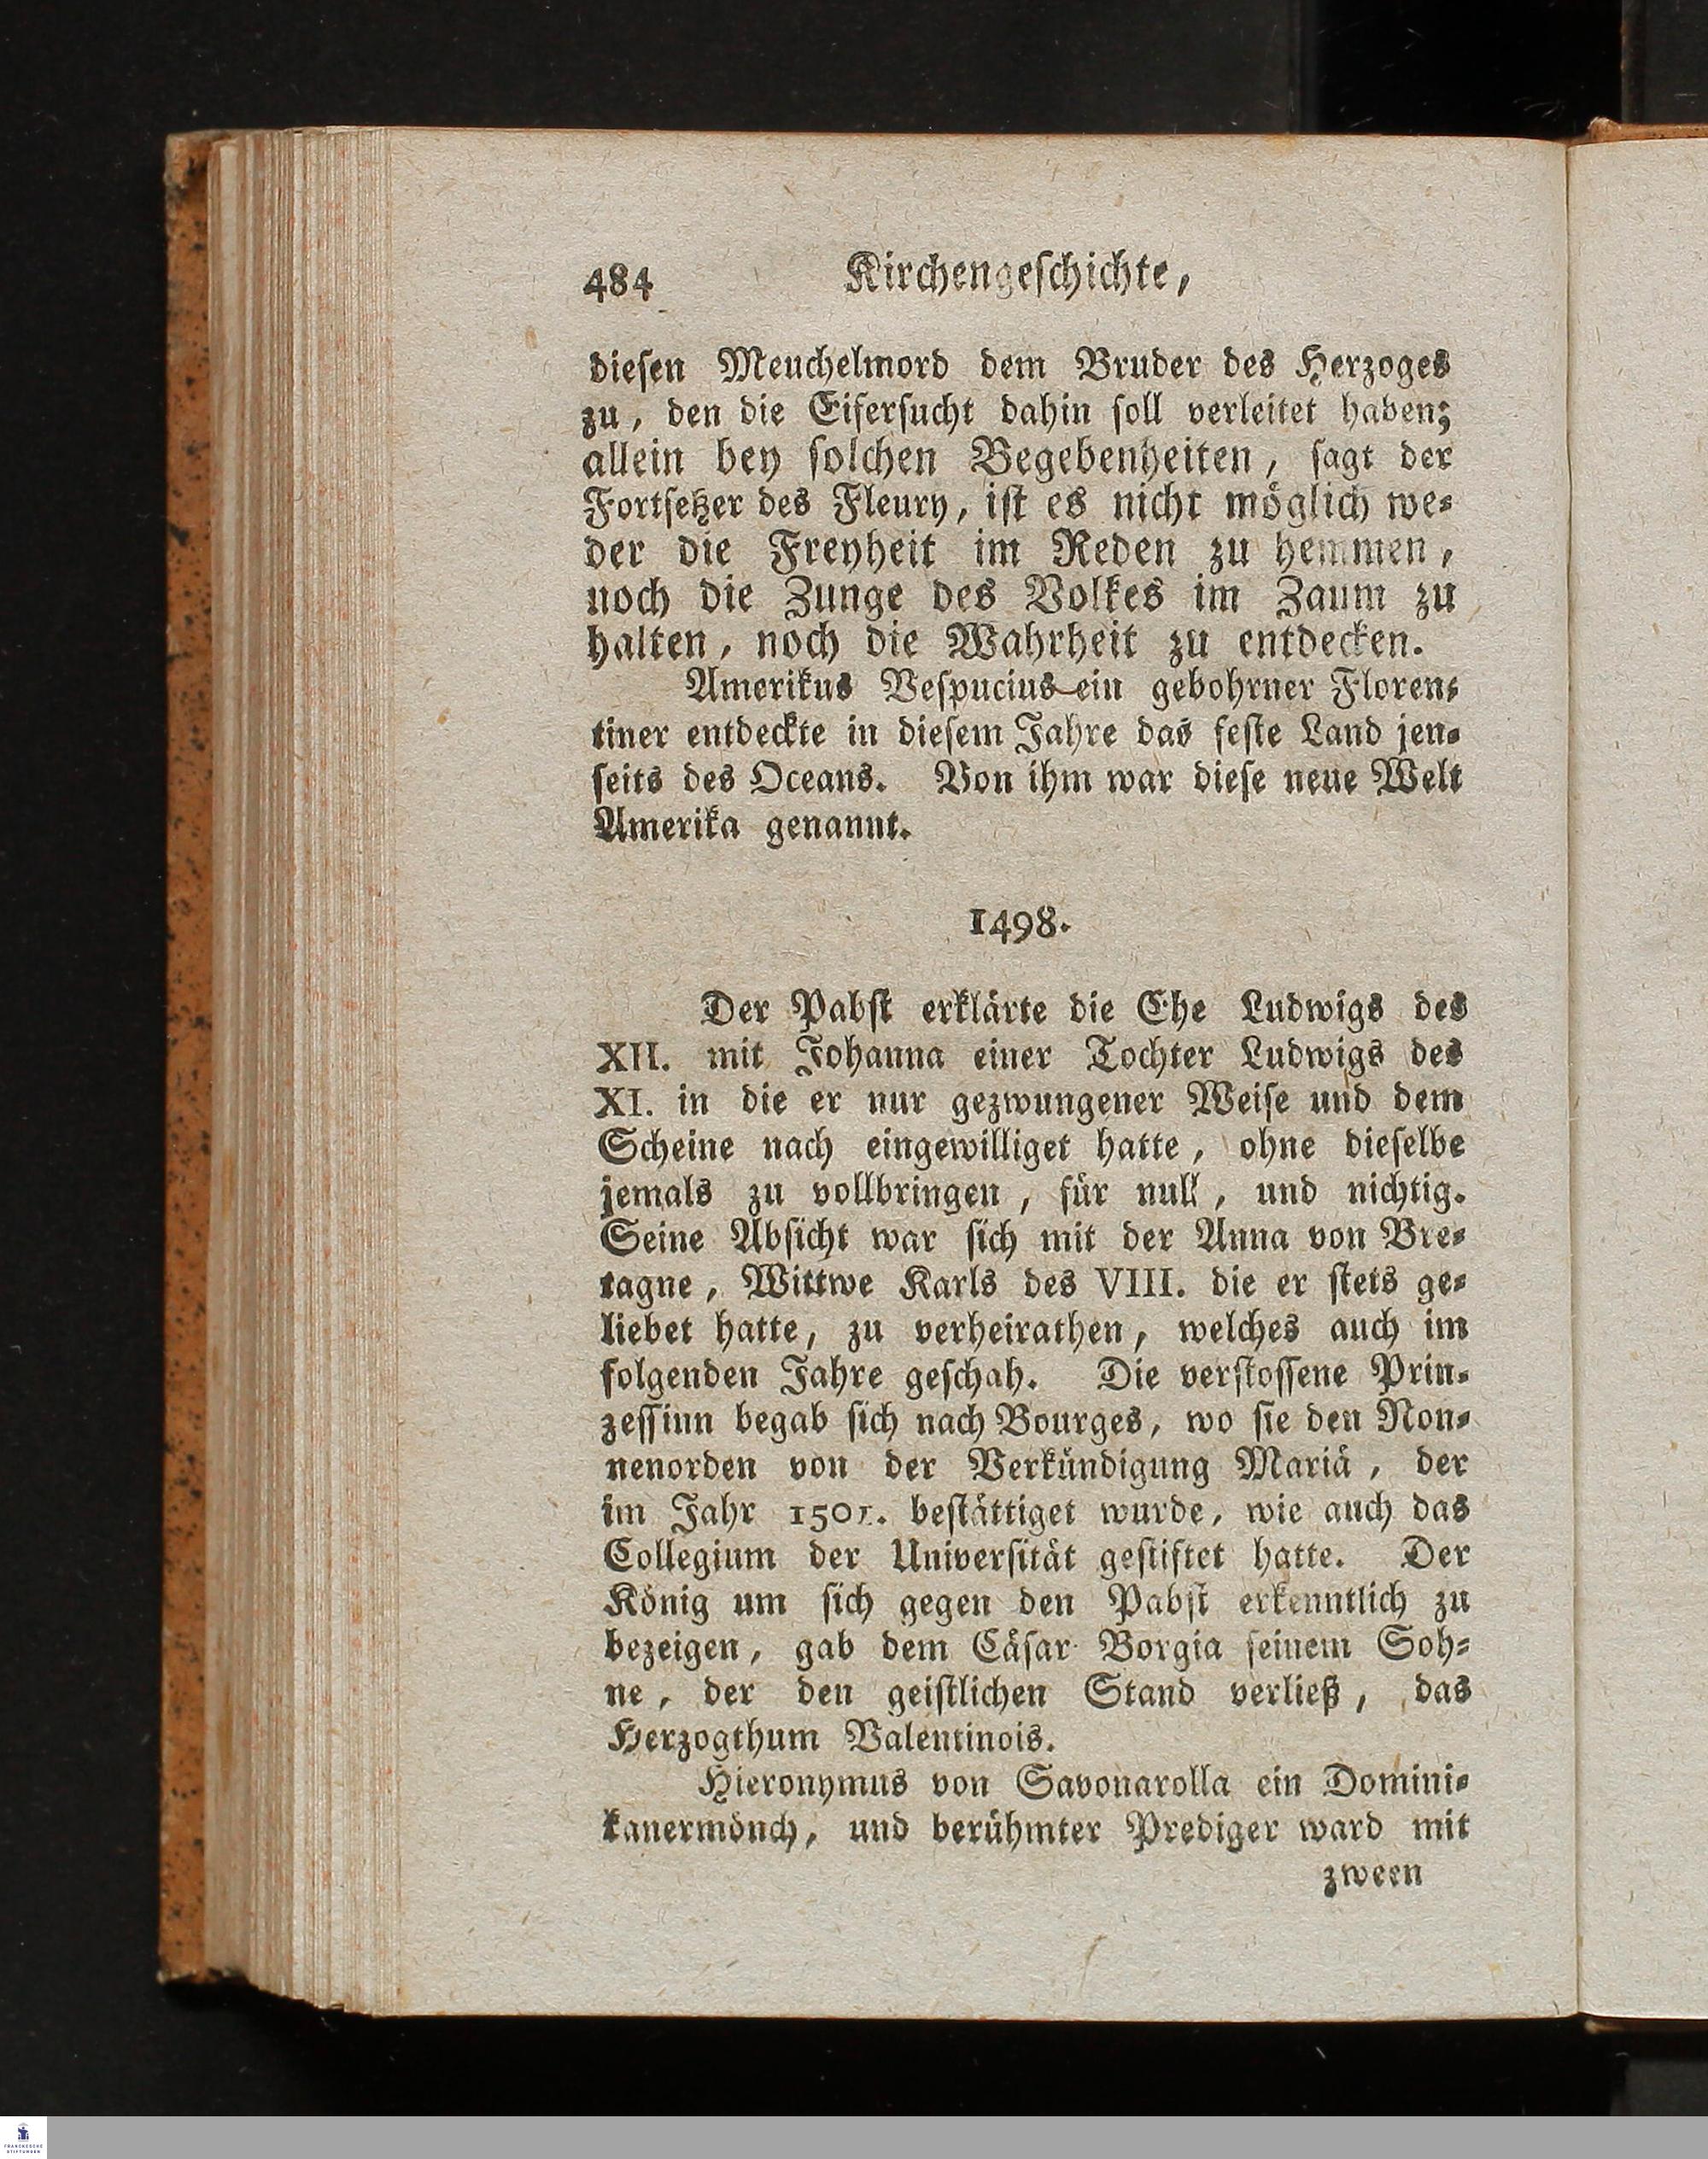 484 Kirchengeschichte,
diesen Meuchelmord dem Bruder des Herzoges
zu, den die Eifersucht dahin soll verleitet haben;
allein bey solchen Begebenheiten, sagt der
Fortsetzer des Fleury, ist es nicht möglich we-
der die Freyheit im Reden zu hemmen,
noch die Zunge des Volkes im Zaum zu
halten, noch die Wahrheit zu entdecken.
Amerikus Vespucius ein gebohrner Floren-
tiner entdeckte in diesem Jahre das feste Land jen-
seits des Oceans. Von ihm war diese neue Welt
Amerika genannt.
1498.
Der Pabst erklärte die Ehe Ludwigs des
XII. mit Johanna einer Tochter Ludwigs des
XI. in die er nur gezwungener Weise und dem
Scheine nach eingewilliget hatte, ohne dieselbe
jemals zu vollbringen, für null, und nichtig.
Seine Absicht war sich mit der Anna von Bre-
tagne, Wittwe Karls des VIII. die er stets ge-
liebet hatte, zu verheirathen, welches auch im
folgenden Jahre geschah. Die verstossene Prin-
zessinn begab sich nach Bourges, wo sie den Non-
nenorden von der Verkündigung Mariä, der
im Jahr 1501. bestättiget wurde, wie auch das
Collegium der Universität gestiftet hatte. Der
König um sich gegen den Pabst erkenntlich zu
bezeigen, gab dem Cäsar Borgia seinem Soh-
ne, der den geistlichen Stand verließ, das
Herzogthum Valentinois.
Hieronymus von Savonarolla ein Domini-
kanermönch, und berühmter Prediger ward mit
zween
FRANCKESCHE
STIFTUNGEN